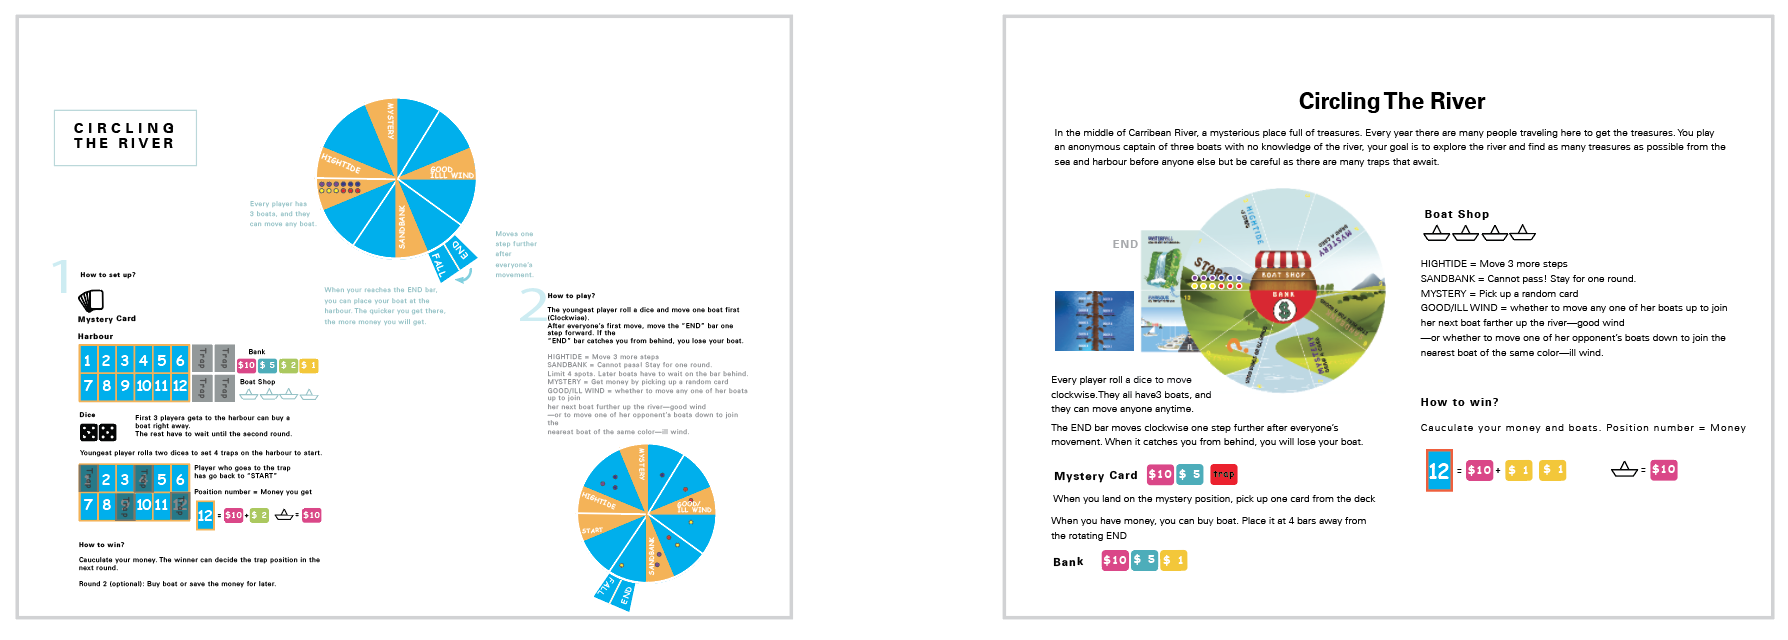 CIRCLING
THE RIVER
MYSTERY
HIGHTIDE
GOOD
ILLL WIND
SANDBANK
END
FALL
Every player has
3 boats, and they
can move any boat.
Moves one
step further
after
everyone's
movement.
When your reaches the END bar,
you can place your boat at the
harbour. The quicker you get there,
the more money you will get.
1
How to set up?
Mystery Card
Harbour
1 2 3 4 5 6 Trap Trap
7 8 9 10 11 12 Trap Trap
Bank
$10 $ 5 $ 2 $ 1
Boat Shop
Dice
First 3 players gets to the harbour can buy a
boat right away.
The rest have to wait until the second round.
Youngest player rolls two dices to set 4 traps on the harbour to start.
Trap 2 3 Trap 5 6
7 8 Trap 10 11 Trap
Player who goes to the trap
has go back to "START"
Position number = Money you get
12 = $10 + $ 2 = $10
How to win?
Cauculate your money. The winner can decide the trap position in the
next round.
Round 2 (optional): Buy boat or save the money for later.
2
How to play?
The youngest player roll a dice and move one boat first
(Clockwise).
After everyone's first move, move the "END" bar one
step forward. If the
"END" bar catches you from behind, you lose your boat.
HIGHTIDE = Move 3 more steps
SANDBANK = Cannot pass! Stay for one round.
Limit 4 spots. Later boats have to wait on the bar behind.
MYSTERY = Get money by picking up a random card
GOOD/ILL WIND = whether to move any one of her boats
up to join
her next boat further up the river—good wind
—or to move one of her opponent's boats down to join
the
nearest boat of the same color—ill wind.
MYSTERY
HIGHTIDE
GOOD/
ILL WIND
START
SANDBANK
FALL
END
Circling The River
In the middle of Carribean River, a mysterious place full of treasures. Every year there are many people traveling here to get the treasures. You play
an anonymous captain of three boats with no knowledge of the river, your goal is to explore the river and find as many treasures as possible from the
sea and harbour before anyone else but be careful as there are many traps that await.
END
WATERFALL
HIGHTIDE
MYSTERY
DRAW A CARD
START
BOAT SHOP
BANK
$
HARBOUR
10
MYSTERY
DRAW A CARD
Every player roll a dice to move
clockwise.They all have3 boats, and
they can move anyone anytime.
The END bar moves clockwise one step further after everyone's
movement. When it catches you from behind, you will lose your boat.
Mystery Card $10 $ 5 trap
When you land on the mystery position, pick up one card from the deck
When you have money, you can buy boat. Place it at 4 bars away from
the rotating END
Bank $10 $ 5 $ 1
Boat Shop
HIGHTIDE = Move 3 more steps
SANDBANK = Cannot pass! Stay for one round.
MYSTERY = Pick up a random card
GOOD/ILL WIND = whether to move any one of her boats up to join
her next boat farther up the river—good wind
—or whether to move one of her opponent's boats down to join the
nearest boat of the same color—ill wind.
How to win?
Cauculate your money and boats. Position number = Money
12 = $10 + $ 1 $ 1 = $10